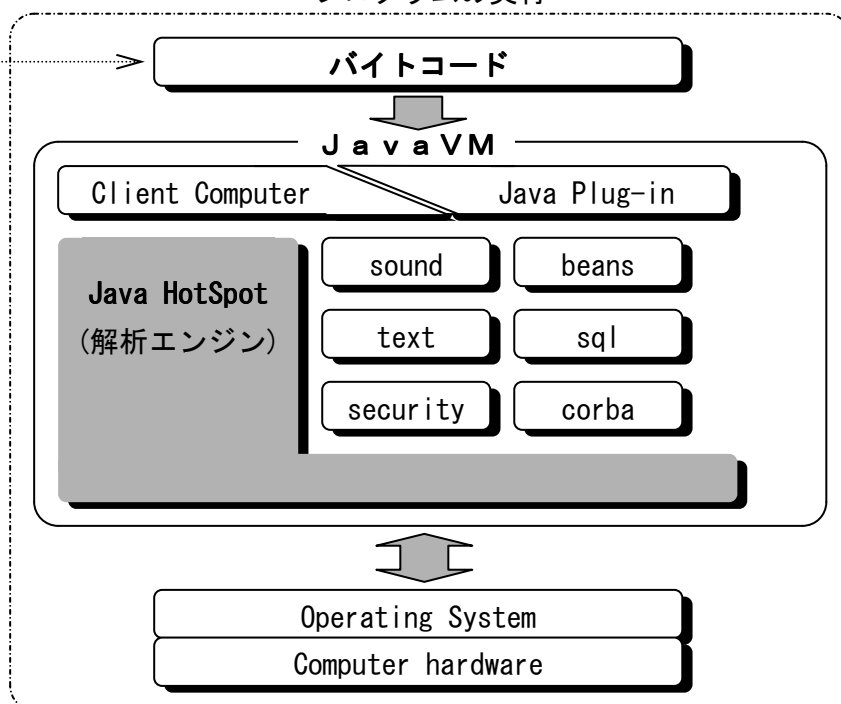 バイトコード
ＪａｖａＶＭ
Client Computer
Java Plug-in
Java HotSpot
(解析エンジン)
sound
beans
text
sql
security
corba
Operating System
Computer hardware